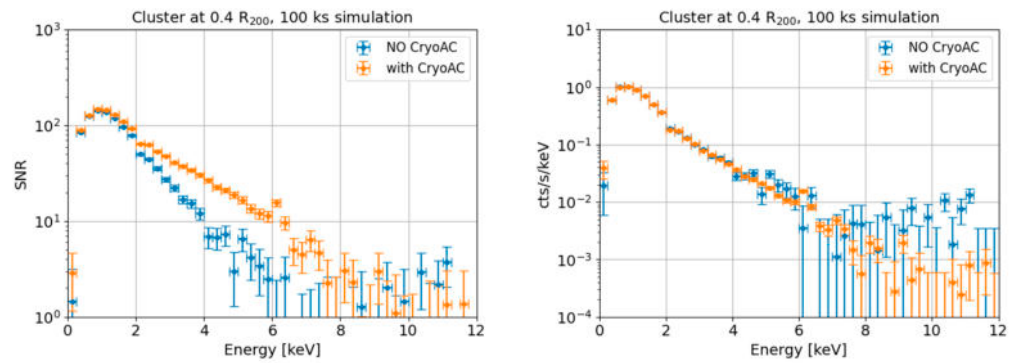 Cluster at 0.4 R₂₀₀, 100 ks simulation
NO CryoAC
with CryoAC
SNR
10³
10²
10¹
10⁰
0 2 4 6 8 10 12
Energy [keV]
Cluster at 0.4 R₂₀₀, 100 ks simulation
NO CryoAC
with CryoAC
cts/s/keV
10¹
10⁰
10⁻¹
10⁻²
10⁻³
10⁻⁴
0 2 4 6 8 10 12
Energy [keV]